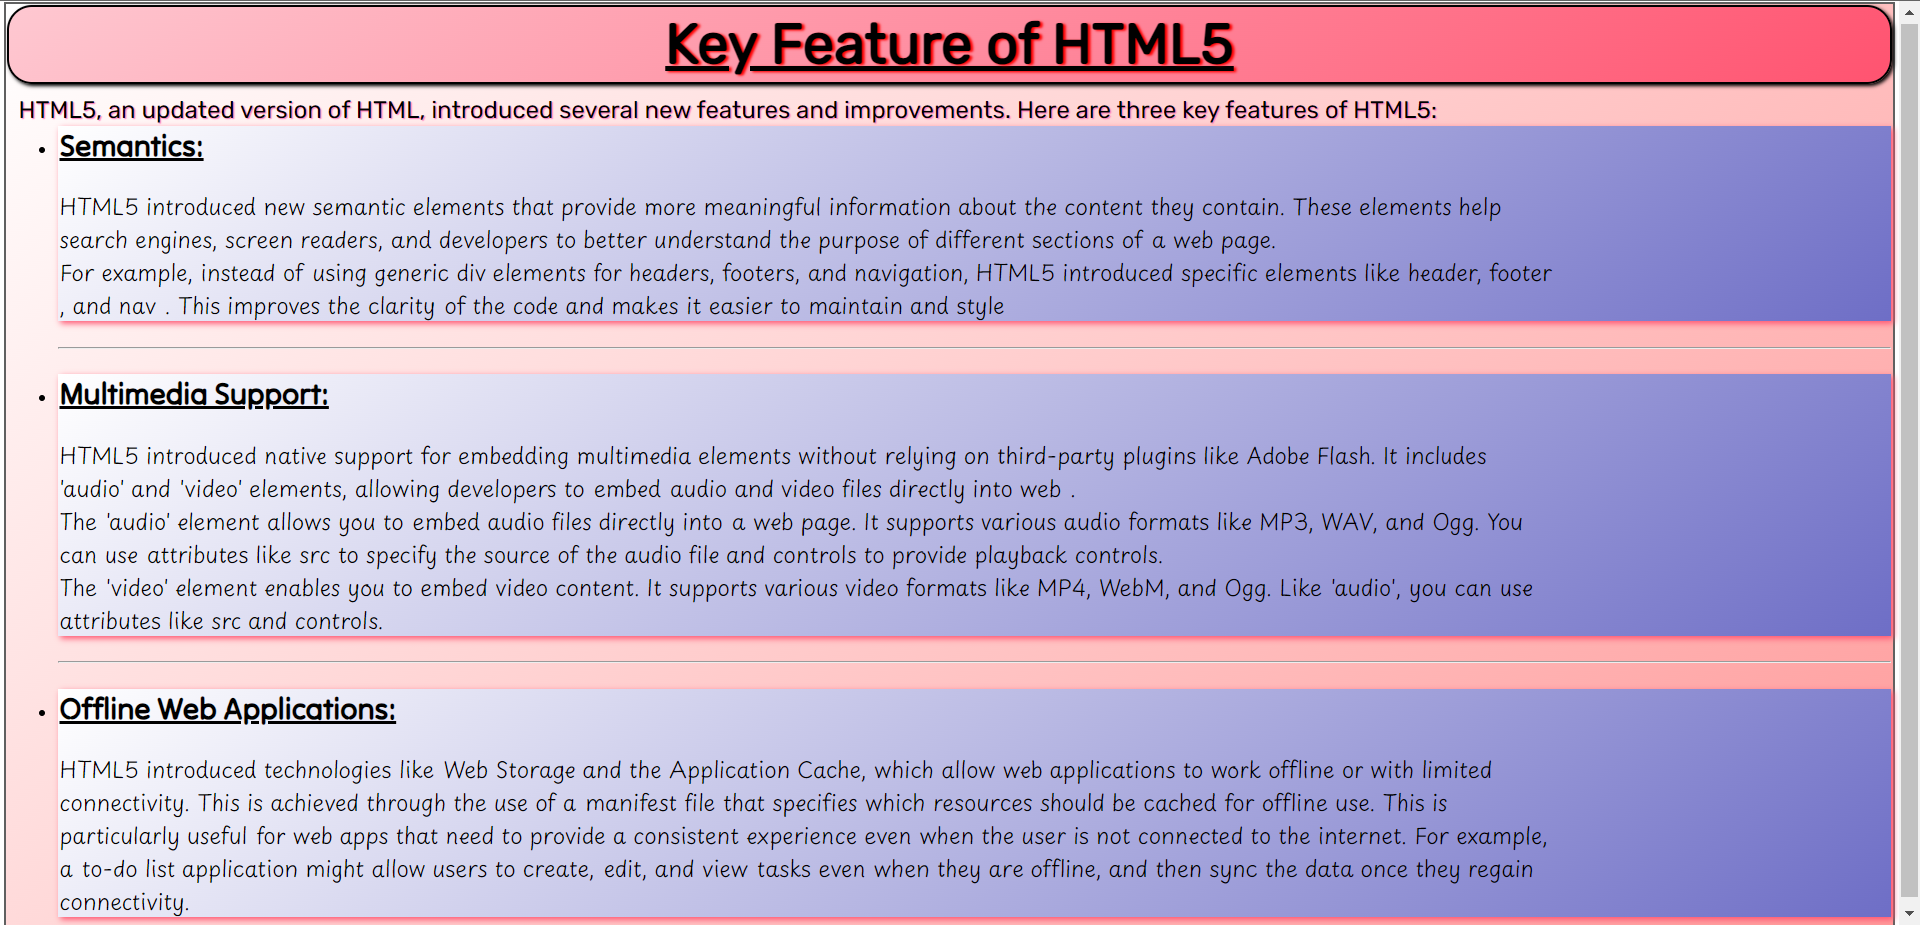 Key Feature of HTML5
HTML5, an updated version of HTML, introduced several new features and improvements. Here are three key features of HTML5:
Semantics:
HTML5 introduced new semantic elements that provide more meaningful information about the content they contain. These elements help
search engines, screen readers, and developers to better understand the purpose of different sections of a web page.
For example, instead of using generic div elements for headers, footers, and navigation, HTML5 introduced specific elements like header, footer
, and nav . This improves the clarity of the code and makes it easier to maintain and style
Multimedia Support:
HTML5 introduced native support for embedding multimedia elements without relying on third-party plugins like Adobe Flash. It includes
'audio' and 'video' elements, allowing developers to embed audio and video files directly into web .
The 'audio' element allows you to embed audio files directly into a web page. It supports various audio formats like MP3, WAV, and Ogg. You
can use attributes like src to specify the source of the audio file and controls to provide playback controls.
The 'video' element enables you to embed video content. It supports various video formats like MP4, WebM, and Ogg. Like 'audio', you can use
attributes like src and controls.
Offline Web Applications:
HTML5 introduced technologies like Web Storage and the Application Cache, which allow web applications to work offline or with limited
connectivity. This is achieved through the use of a manifest file that specifies which resources should be cached for offline use. This is
particularly useful for web apps that need to provide a consistent experience even when the user is not connected to the internet. For example,
a to-do list application might allow users to create, edit, and view tasks even when they are offline, and then sync the data once they regain
connectivity.